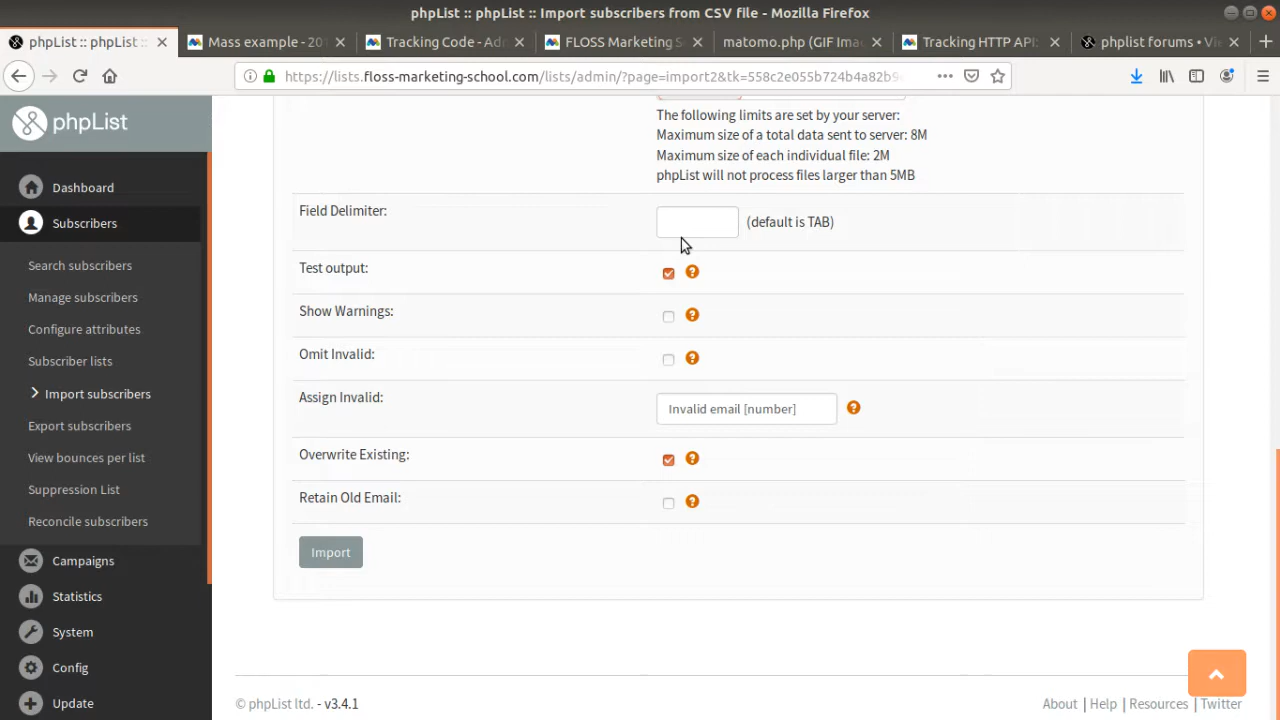 phpList :: phpList :: Import subscribers from CSV file - Mozilla Firefox
phpList :: phpList ::
Mass example - 20
Tracking Code - Adn
FLOSS Marketing S
matomo.php (GIF Ima
Tracking HTTP API:
phplist forums • Vi
https://lists.floss-marketing-school.com/lists/admin/?page=import2&tk=558c2e055b724b4a82b9
phpList
Dashboard
Subscribers
Search subscribers
Manage subscribers
Configure attributes
Subscriber lists
Import subscribers
Export subscribers
View bounces per list
Suppression List
Reconcile subscribers
Campaigns
Statistics
System
Config
Update
The following limits are set by your server:
Maximum size of a total data sent to server: 8M
Maximum size of each individual file: 2M
phpList will not process files larger than 5MB
Field Delimiter:
(default is TAB)
Test output: ?
Show Warnings: ?
Omit Invalid: ?
Assign Invalid: Invalid email [number] ?
Overwrite Existing: ?
Retain Old Email: ?
Import
© phpList ltd. - v3.4.1
About | Help | Resources | Twitter